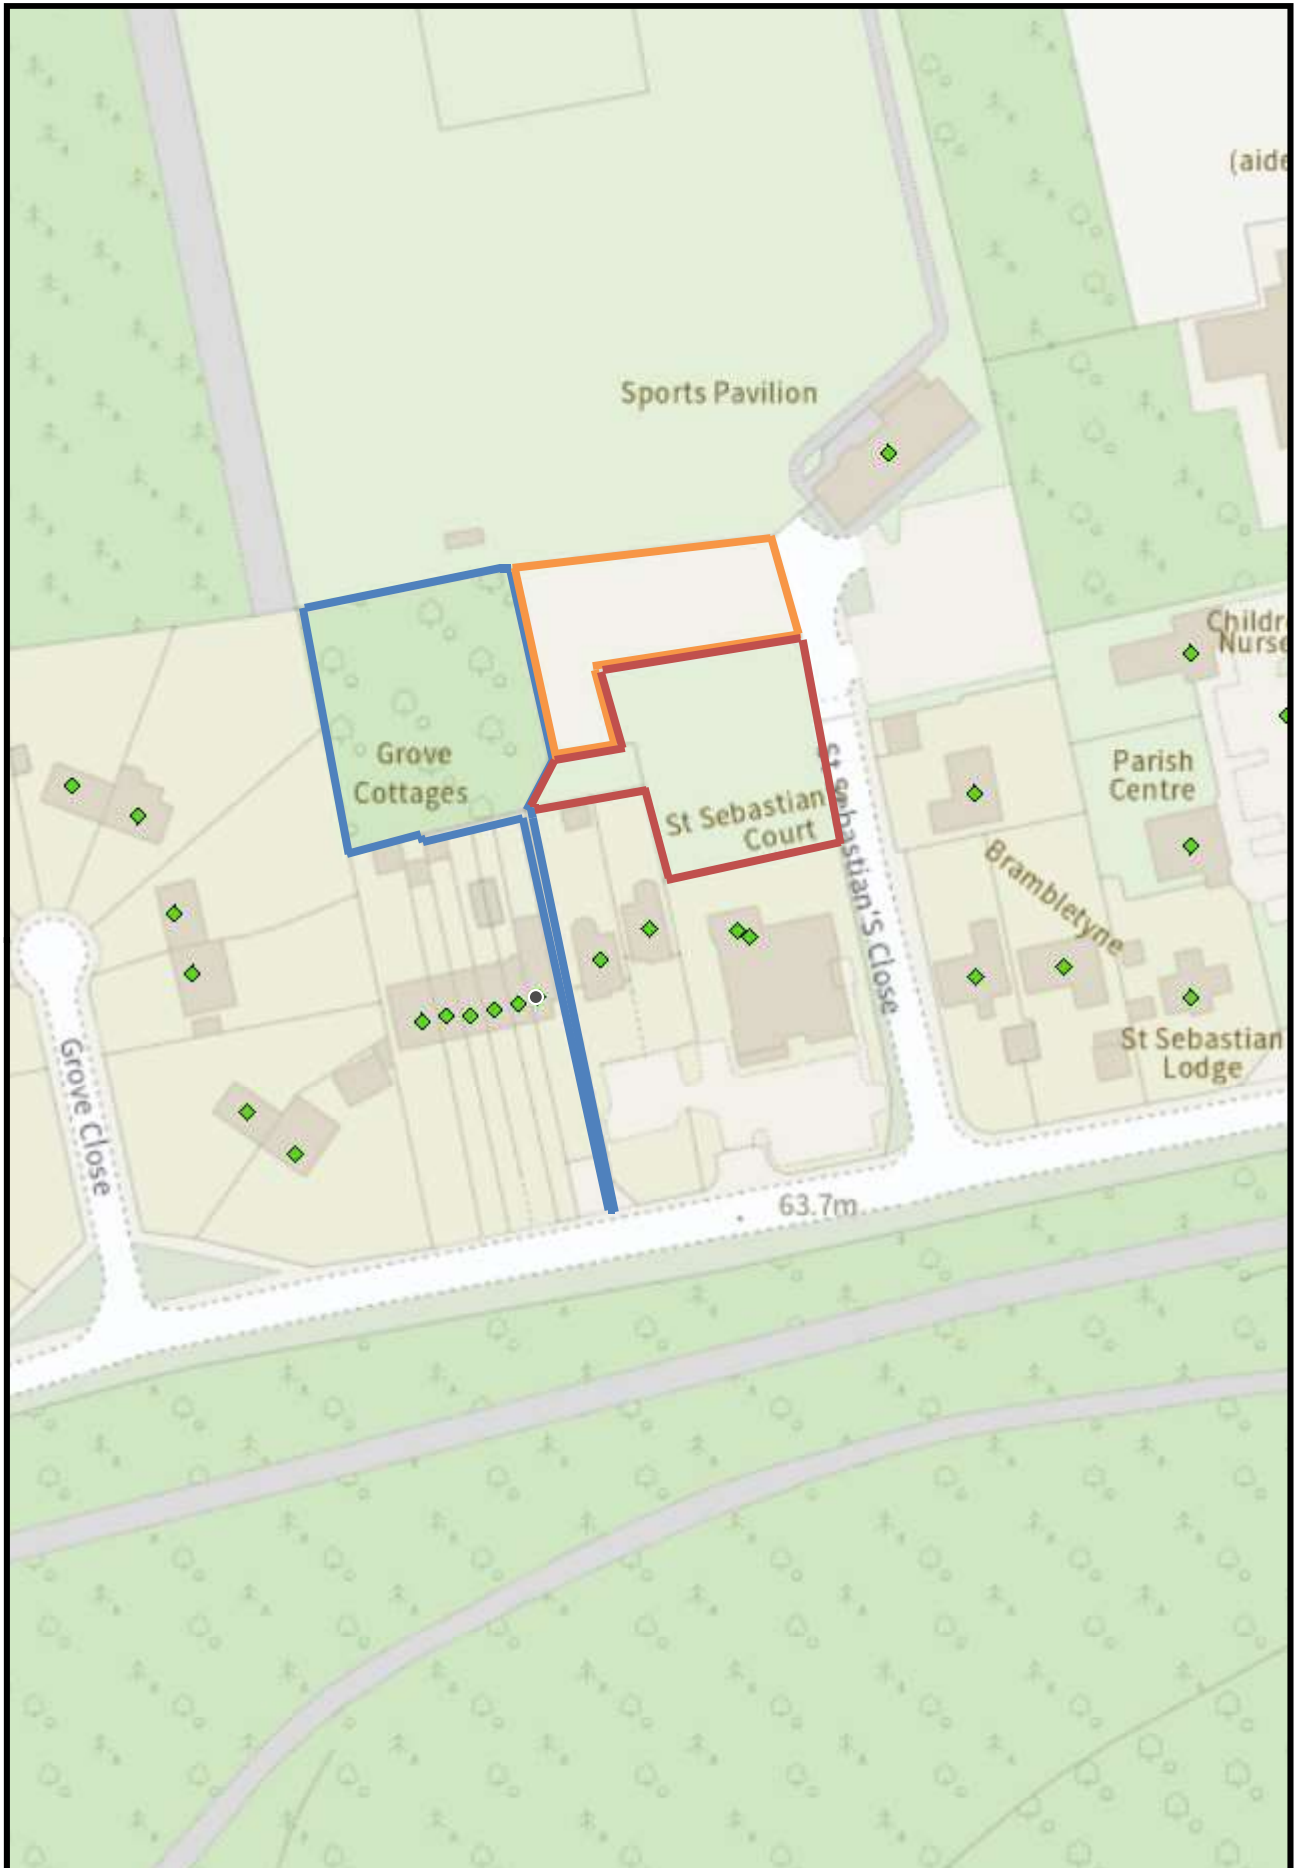 (aide
Sports Pavilion
Childr
Nurse
Grove
Cottages
Parish
Centre
St Sebastian
Court
St Sebastian'S Close
Brambletyne
St Sebastian
Lodge
Grove Close
63.7m